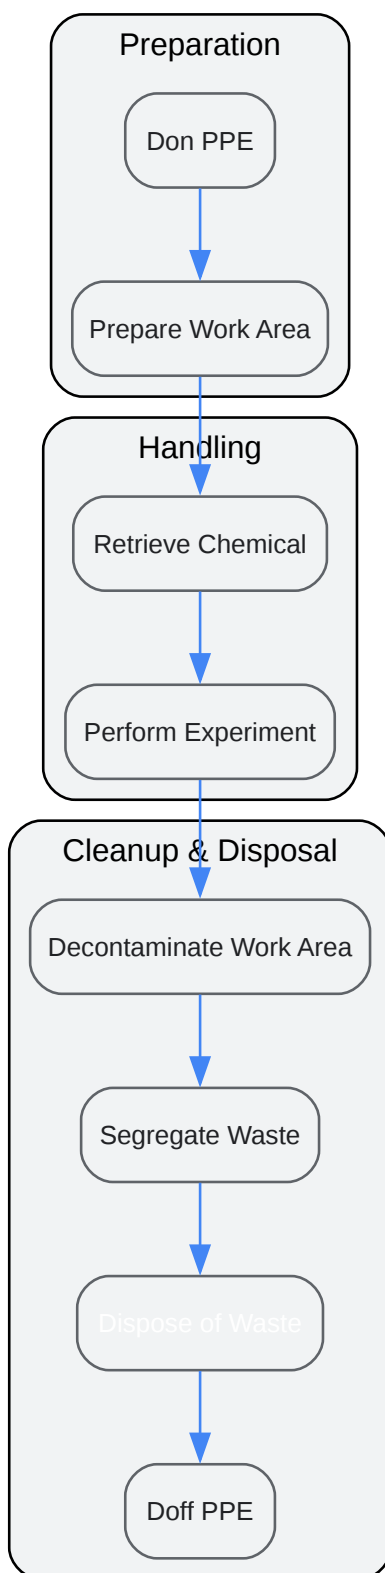 Preparation
Don PPE
Prepare Work Area
Handling
Retrieve Chemical
Perform Experiment
Cleanup & Disposal
Decontaminate Work Area
Segregate Waste
Dispose of Waste
Doff PPE